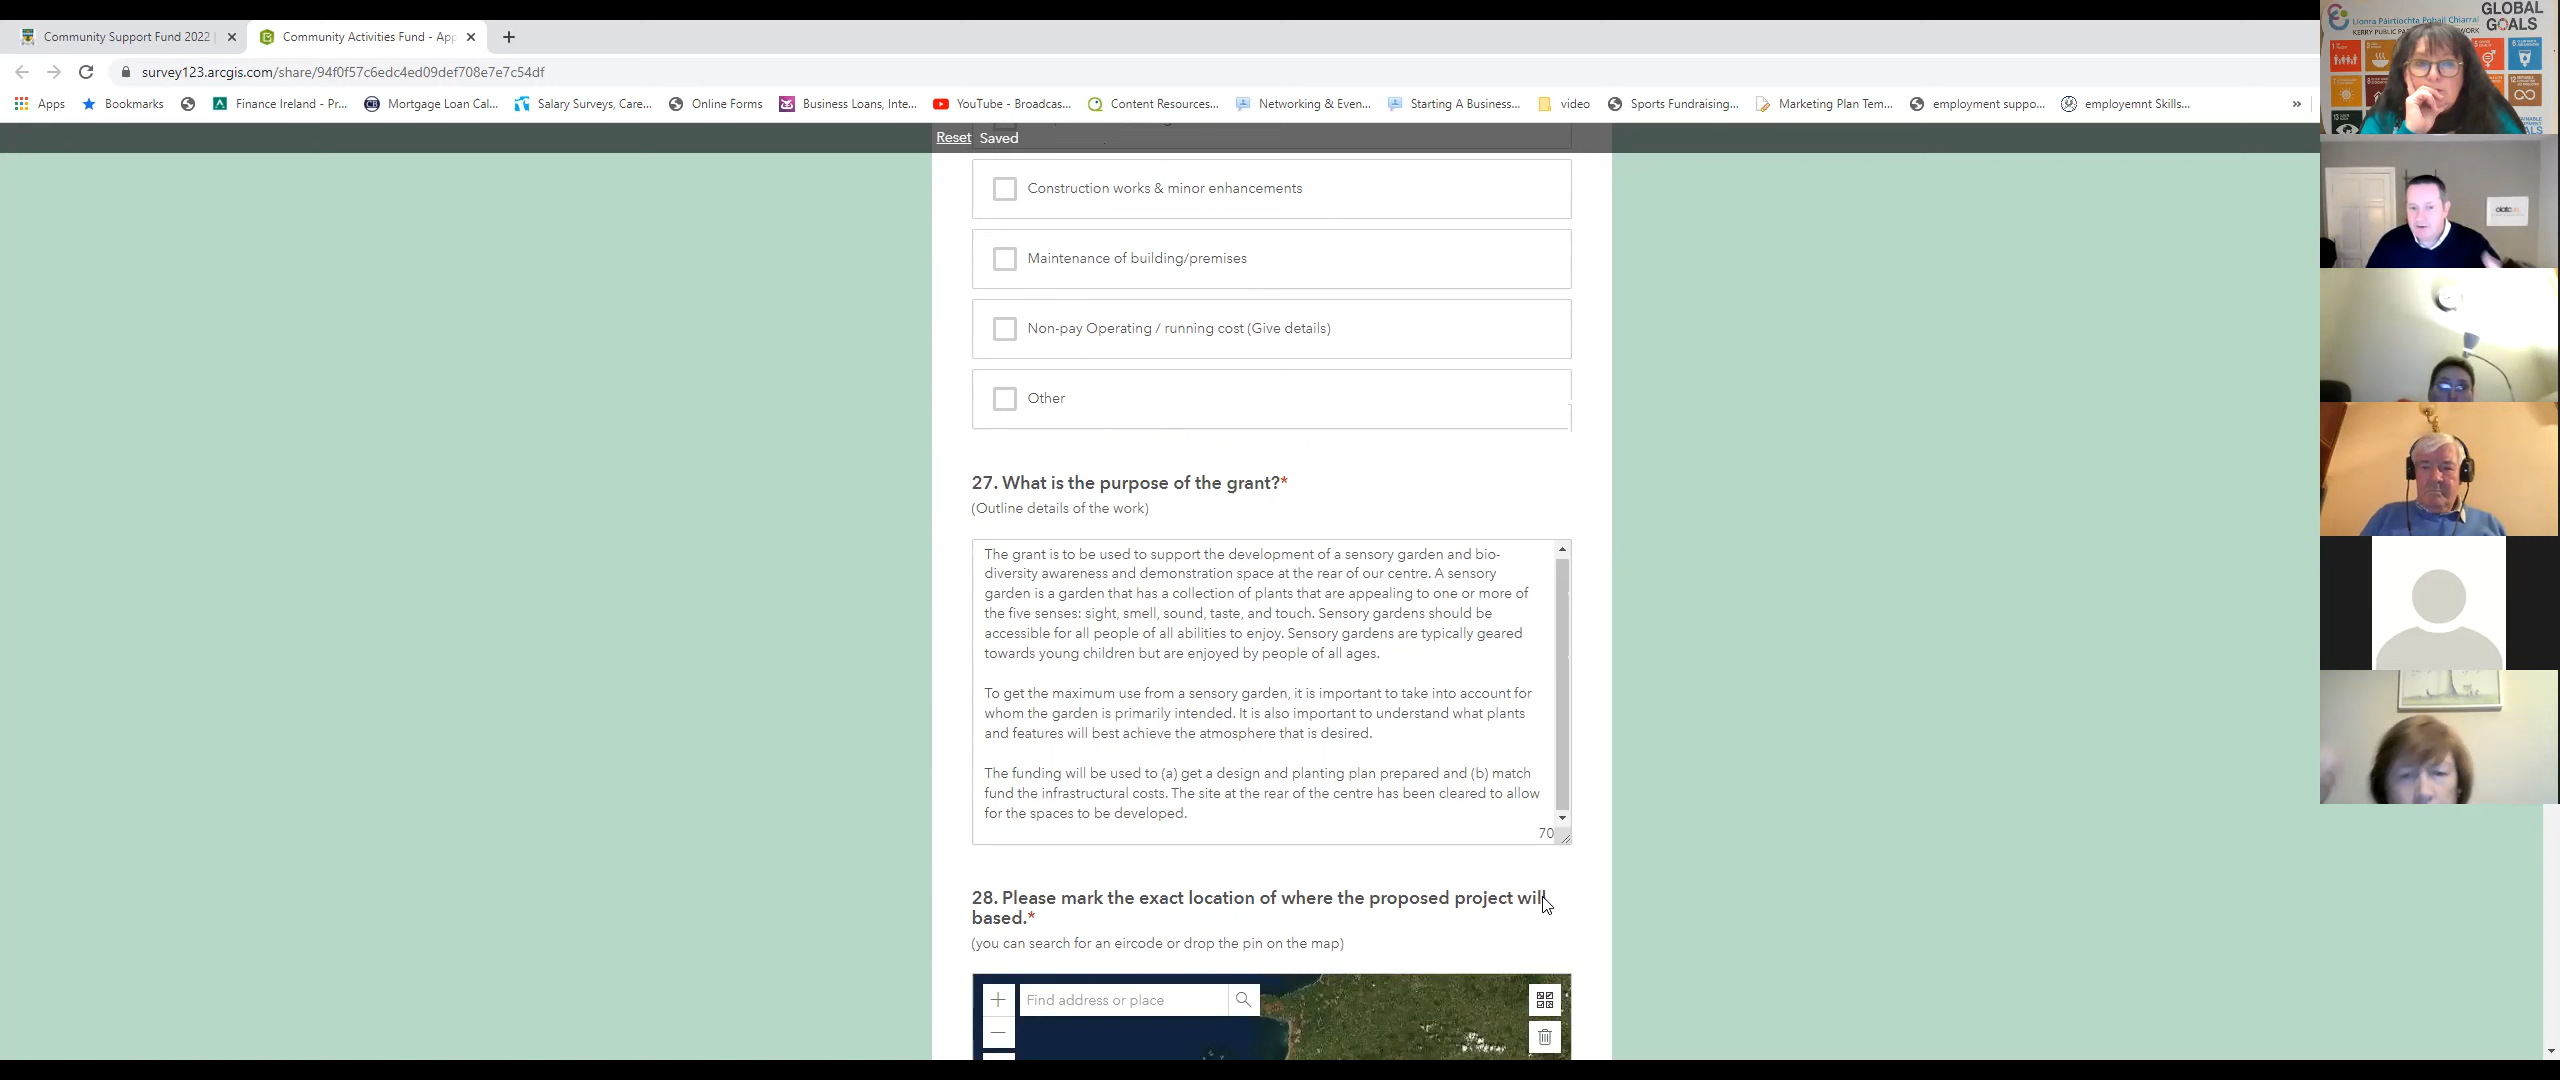 Community Support Fund 2022 |
Community Activities Fund - App
survey123.arcgis.com/share/94f0f57c6edc4ed09def708e7e7c54df
Apps
Bookmarks
Finance Ireland - Pr...
Mortgage Loan Cal...
Salary Surveys, Care...
Online Forms
Business Loans, Inte...
YouTube - Broadcas...
Content Resources...
Networking & Even...
Starting A Business...
video
Sports Fundraising...
Marketing Plan Tem...
employment suppo...
employemnt Skills...
»
Reset Saved
Construction works & minor enhancements
Maintenance of building/premises
Non-pay Operating / running cost (Give details)
Other
27. What is the purpose of the grant?*
(Outline details of the work)
The grant is to be used to support the development of a sensory garden and bio-
diversity awareness and demonstration space at the rear of our centre. A sensory
garden is a garden that has a collection of plants that are appealing to one or more of
the five senses: sight, smell, sound, taste, and touch. Sensory gardens should be
accessible for all people of all abilities to enjoy. Sensory gardens are typically geared
towards young children but are enjoyed by people of all ages.
To get the maximum use from a sensory garden, it is important to take into account for
whom the garden is primarily intended. It is also important to understand what plants
and features will best achieve the atmosphere that is desired.
The funding will be used to (a) get a design and planting plan prepared and (b) match
fund the infrastructural costs. The site at the rear of the centre has been cleared to allow
for the spaces to be developed.
70
28. Please mark the exact location of where the proposed project will
based.*
(you can search for an eircode or drop the pin on the map)
Find address or place
GLOBAL
GOALS
Líonra Pairtíochta Pobail Chiarraí
KERRY PUBLIC